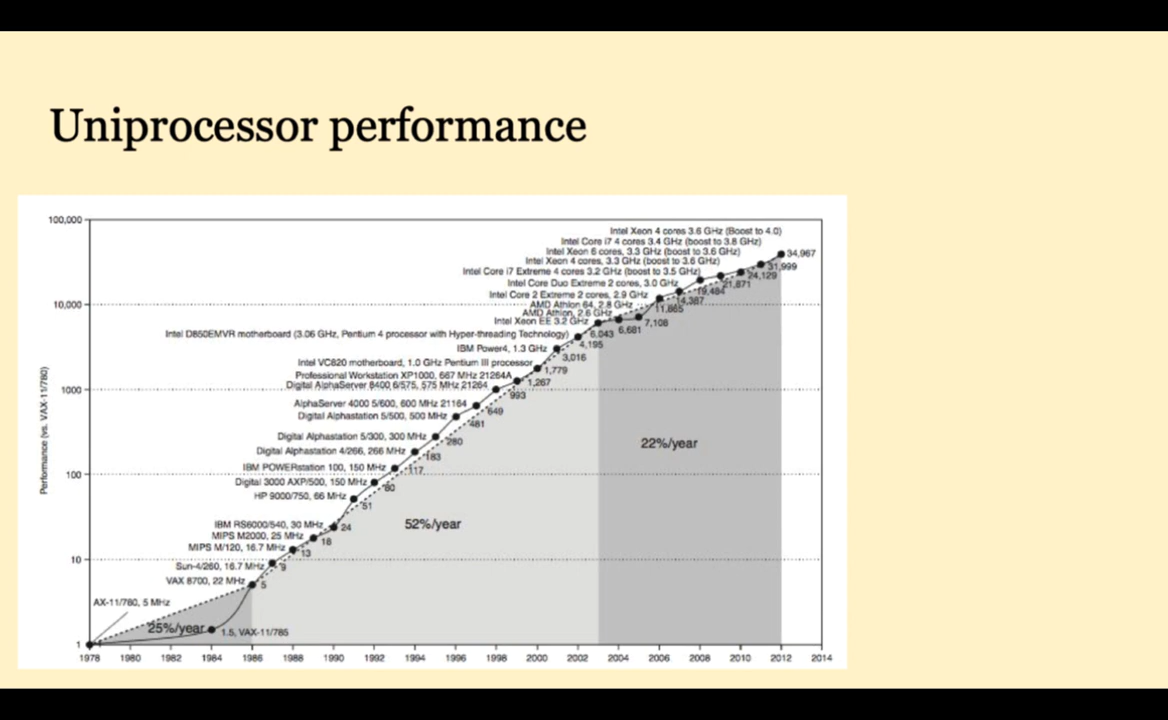 Uniprocessor performance
100,000
10,000
1000
100
10
1
Performance (vs. VAX-11/780)
Intel Xeon 4 cores 3.6 GHz (Boost to 4.0)
Intel Core i7 4 cores 3.4 GHz (boost to 3.8 GHz)
Intel Xeon 6 cores, 3.3 GHz (boost to 3.6 GHz)
Intel Xeon 4 cores, 3.3 GHz (boost to 3.6 GHz)
Intel Core i7 Extreme 4 cores 3.2 GHz (boost to 3.5 GHz)
Intel Core Duo Extreme 2 cores, 3.0 GHz
Intel Core 2 Extreme 2 cores, 2.9 GHz
AMD Athlon 64, 2.8 GHz
AMD Athlon, 2.6 GHz
Intel Xeon EE 3.2 GHz
Intel D850EMVR motherboard (3.06 GHz, Pentium 4 processor with Hyper-threading Technology)
IBM Power4, 1.3 GHz
Intel VC820 motherboard, 1.0 GHz Pentium III processor
Professional Workstation XP1000, 667 MHz 21264A
Digital AlphaServer 8400 6/575, 575 MHz 21264
AlphaServer 4000 5/600, 600 MHz 21164
Digital Alphastation 5/500, 500 MHz
Digital Alphastation 5/300, 300 MHz
Digital Alphastation 4/266, 266 MHz
IBM POWERstation 100, 150 MHz
Digital 3000 AXP/500, 150 MHz
HP 9000/750, 66 MHz
IBM RS6000/540, 30 MHz
MIPS M2000, 25 MHz
MIPS M/120, 16.7 MHz
Sun-4/260, 16.7 MHz
VAX 8700, 22 MHz
AX-11/780, 5 MHz
34,967
31,999
24,129
21,871
19,484
14,387
11,865
7,108
6,681
6,043
4,195
3,016
1,779
1,267
993
649
481
280
183
117
80
51
24
18
13
9
5
1.5, VAX-11/785
25%/year
52%/year
22%/year
1978 1980 1982 1984 1986 1988 1990 1992 1994 1996 1998 2000 2002 2004 2006 2008 2010 2012 2014